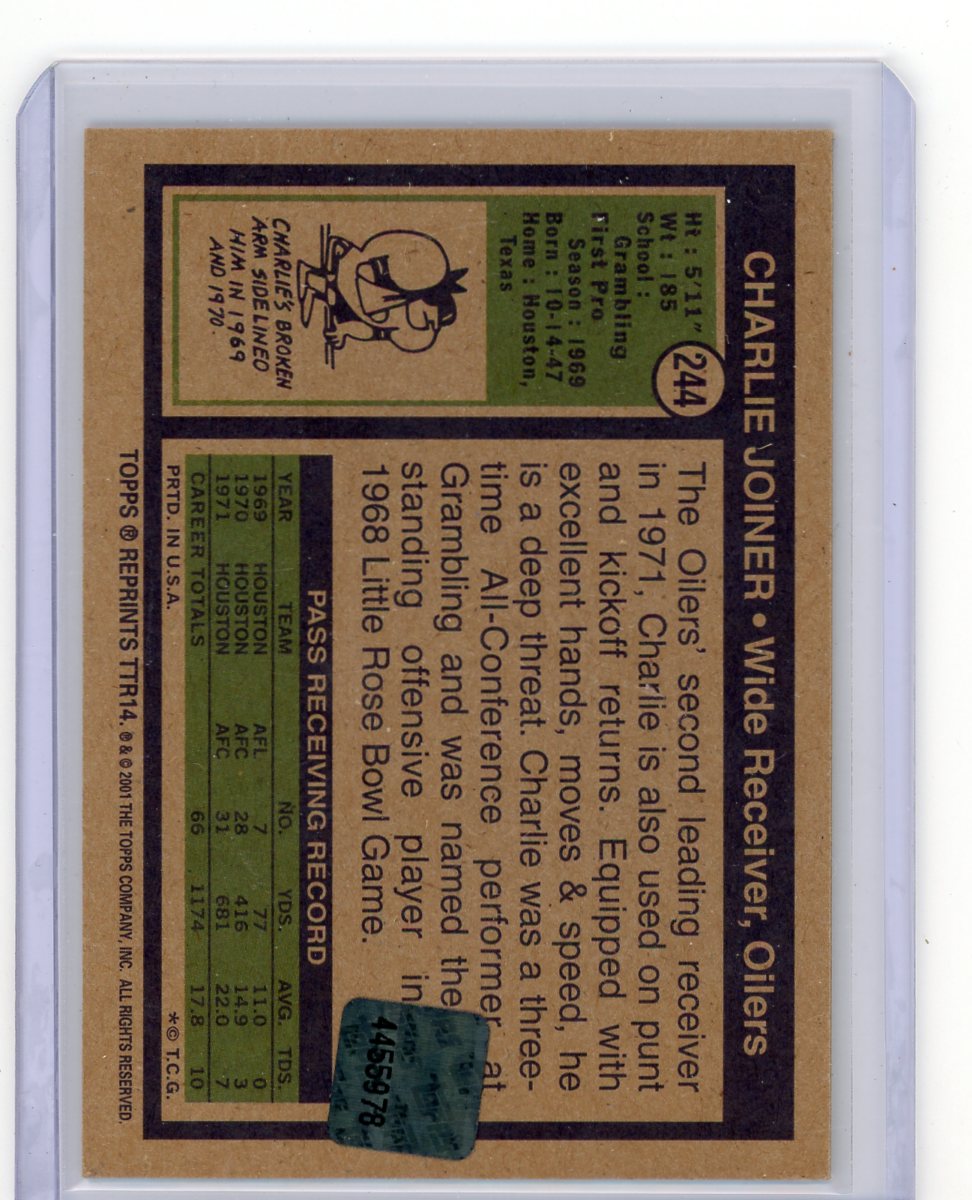 CHARLIE JOINER • Wide Receiver, Oilers
244
Ht : 5'11"
Wt : 185
School :
Grambling
First Pro
Season : 1969
Born : 10-14-47
Home : Houston,
Texas
CHARLIE'S BROKEN
ARM SIDELINED
HIM IN 1969
AND 1970.
The Oilers' second leading receiver
in 1971, Charlie is also used on punt
and kickoff returns. Equipped with
excellent hands, moves & speed, he
is a deep threat. Charlie was a three-
time All-Conference performer at
Grambling and was named the
standing offensive player in
1968 Little Rose Bowl Game.
4455978
PASS RECEIVING RECORD
YEAR TEAM NO. YDS. AVG. TDS.
1969 HOUSTON AFL 7 77 11.0 0
1970 HOUSTON AFC 28 416 14.9 3
1971 HOUSTON AFC 31 681 22.0 7
CAREER TOTALS 66 1174 17.8 10
PRTD. IN U.S.A. *© T.C.G.
TOPPS ® REPRINTS TTR14. ® & © 2001 THE TOPPS COMPANY, INC. ALL RIGHTS RESERVED.